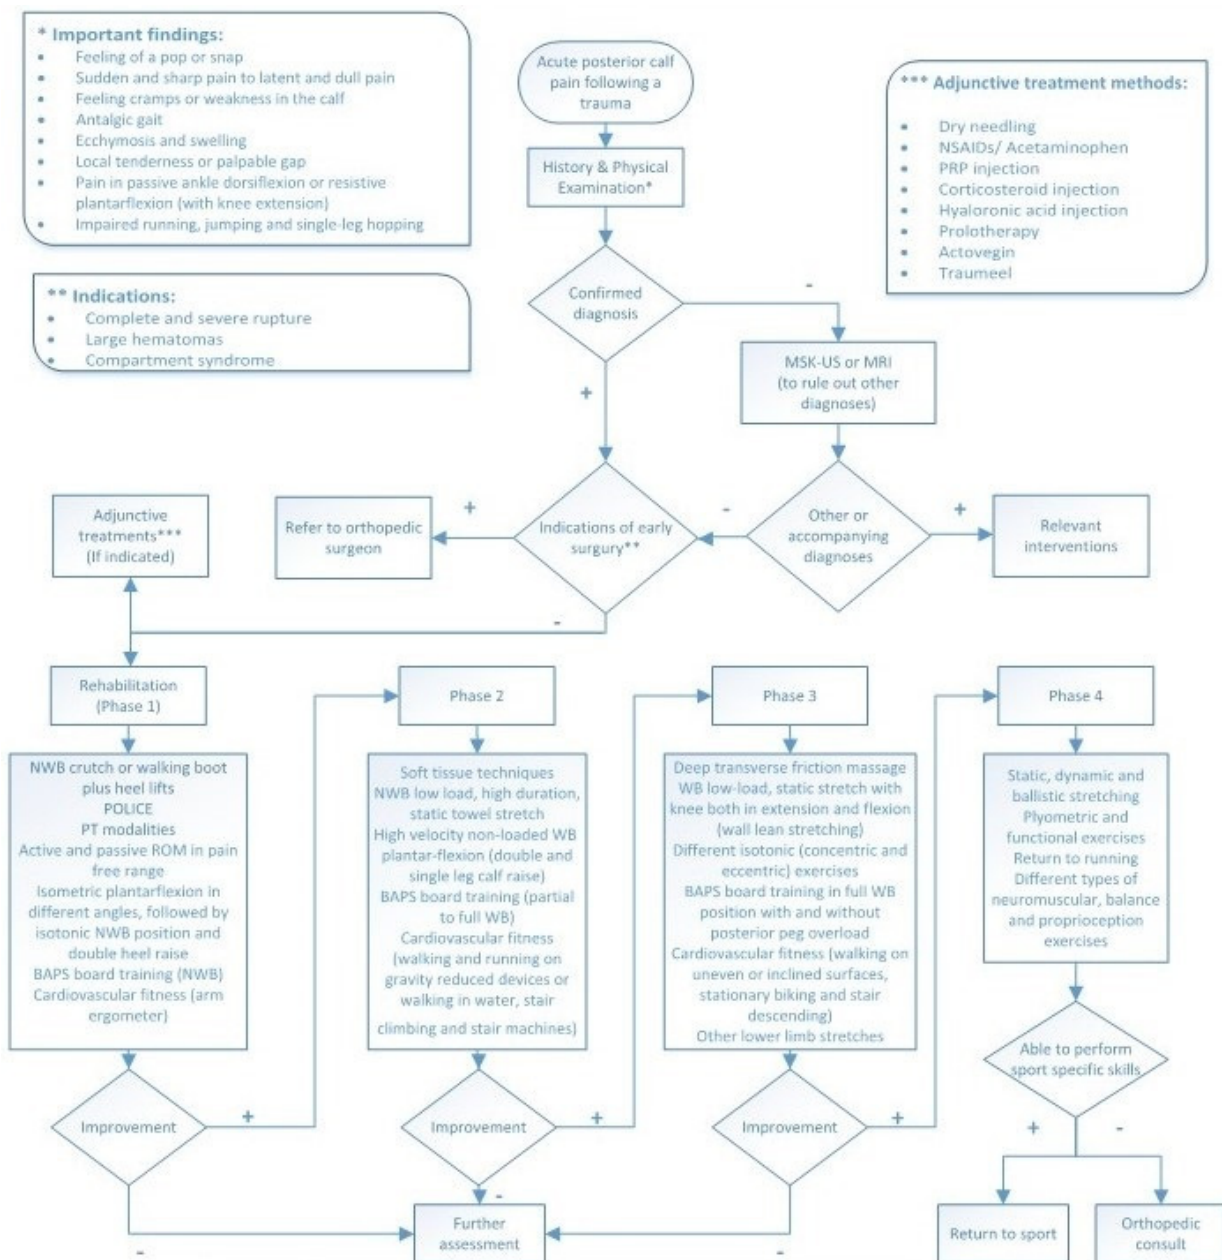 * Important findings:
• Feeling of a pop or snap
• Sudden and sharp pain to latent and dull pain
• Feeling cramps or weakness in the calf
• Antalgic gait
• Ecchymosis and swelling
• Local tenderness or palpable gap
• Pain in passive ankle dorsiflexion or resistive
plantarflexion (with knee extension)
• Impaired running, jumping and single-leg hopping
** Indications:
• Complete and severe rupture
• Large hematomas
• Compartment syndrome
Acute posterior calf
pain following a
trauma
History & Physical
Examination*
Confirmed
diagnosis
-
+
*** Adjunctive treatment methods:
• Dry needling
• NSAIDs/ Acetaminophen
• PRP injection
• Corticosteroid injection
• Hyaloronic acid injection
• Prolotherapy
• Actovegin
• Traumeel
MSK-US or MRI
(to rule out other
diagnoses)
Adjunctive
treatments***
(If indicated)
Refer to orthopedic
surgeon
+
Indications of early
surgury**
-
Other or
accompanying
diagnoses
+
Relevant
interventions
-
Rehabilitation
(Phase 1)
NWB crutch or walking boot
plus heel lifts
POLICE
PT modalities
Active and passive ROM in pain
free range
Isometric plantarflexion in
different angles, followed by
isotonic NWB position and
double heel raise
BAPS board training (NWB)
Cardiovascular fitness (arm
ergometer)
Improvement
+
-
Phase 2
Soft tissue techniques
NWB low load, high duration,
static towel stretch
High velocity non-loaded WB
plantar-flexion (double and
single leg calf raise)
BAPS board training (partial
to full WB)
Cardiovascular fitness
(walking and running on
gravity reduced devices or
walking in water, stair
climbing and stair machines)
Improvement
+
-
Further
assessment
Phase 3
Deep transverse friction massage
WB low-load, static stretch with
knee both in extension and flexion
(wall lean stretching)
Different isotonic (concentric and
eccentric) exercises
BAPS board training in full WB
position with and without
posterior peg overload
Cardiovascular fitness (walking on
uneven or inclined surfaces,
stationary biking and stair
descending)
Other lower limb stretches
Improvement
+
-
Phase 4
Static, dynamic and
ballistic stretching
Plyometric and
functional exercises
Return to running
Different types of
neuromuscular, balance
and proprioception
exercises
Able to perform
sport specific skills
+
-
Return to sport
Orthopedic
consult